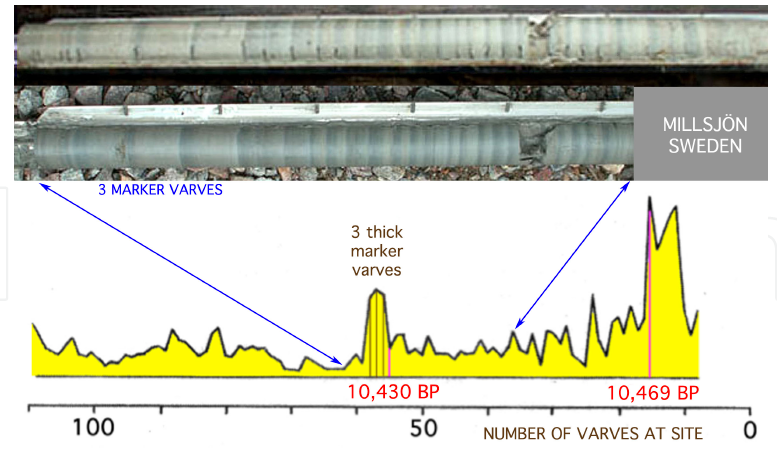 MILLSJÖN
SWEDEN
3 MARKER VARVES
3 thick
marker
varves
10,430 BP
10,469 BP
100
50
0
NUMBER OF VARVES AT SITE